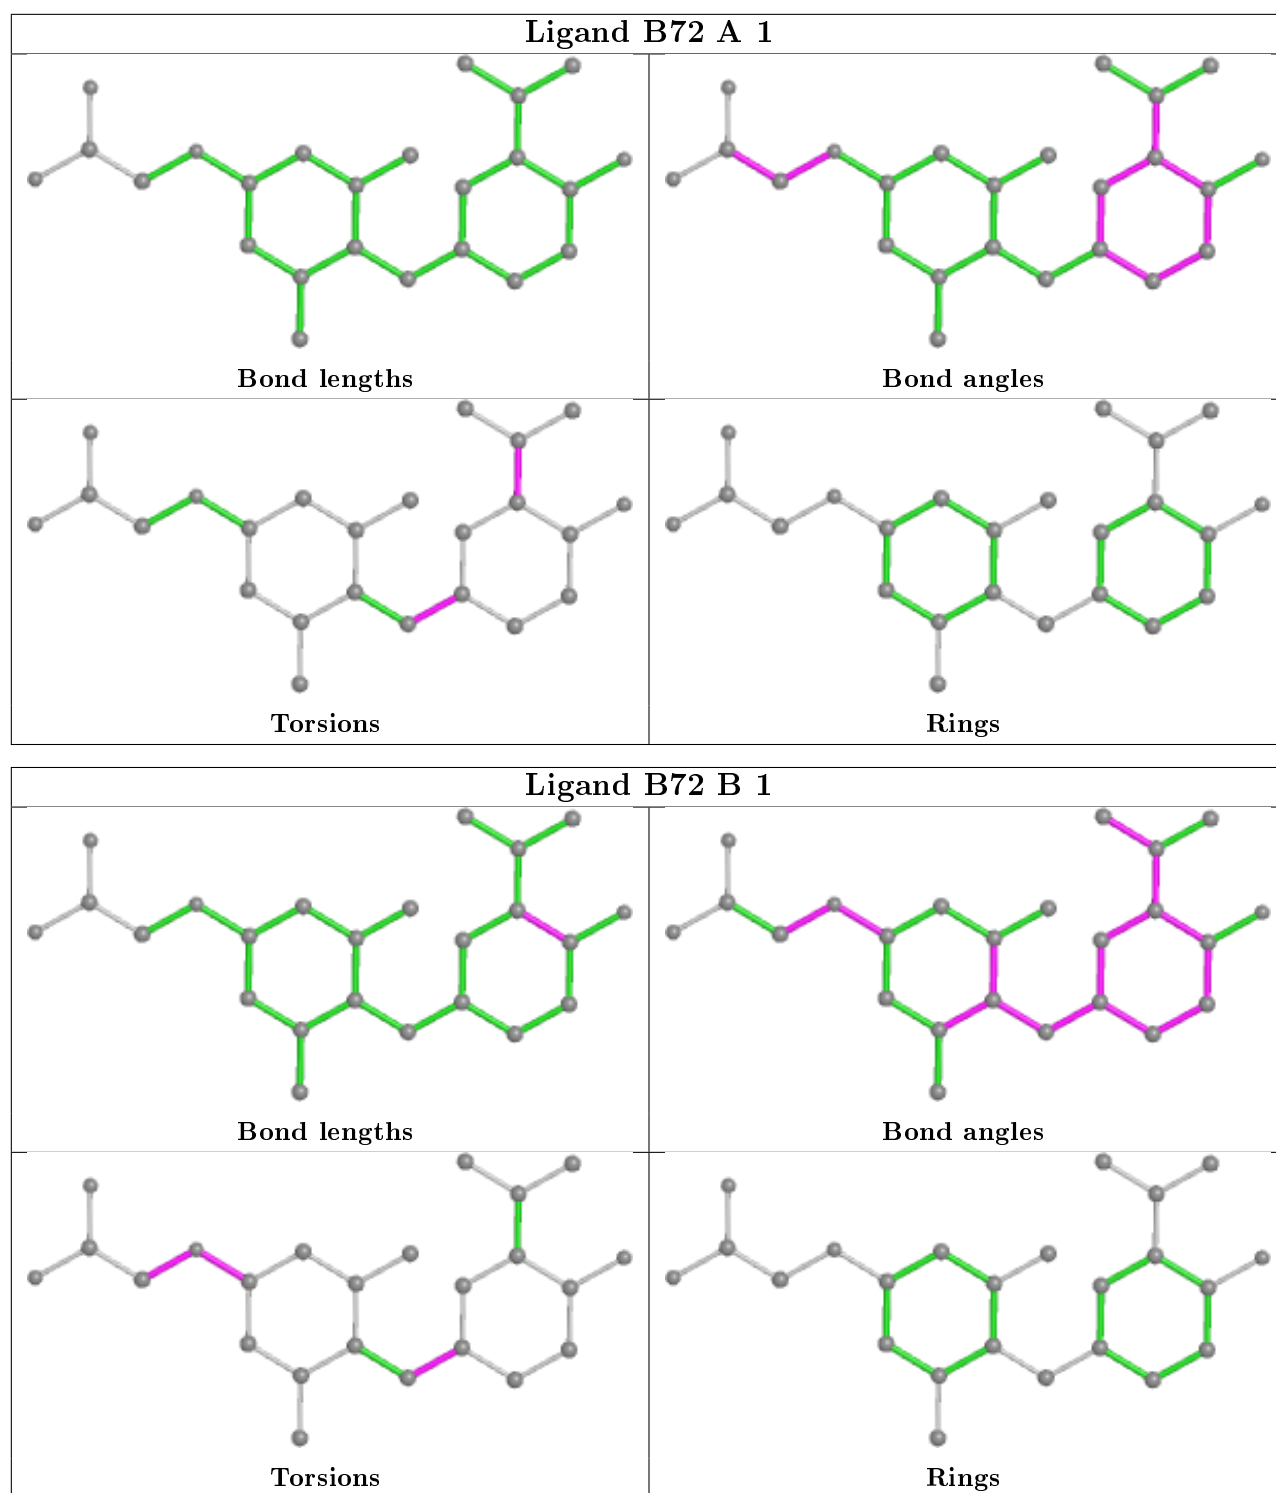 Ligand B72 A 1
Bond lengths
Bond angles
Torsions
Rings
Ligand B72 B 1
Bond lengths
Bond angles
Torsions
Rings